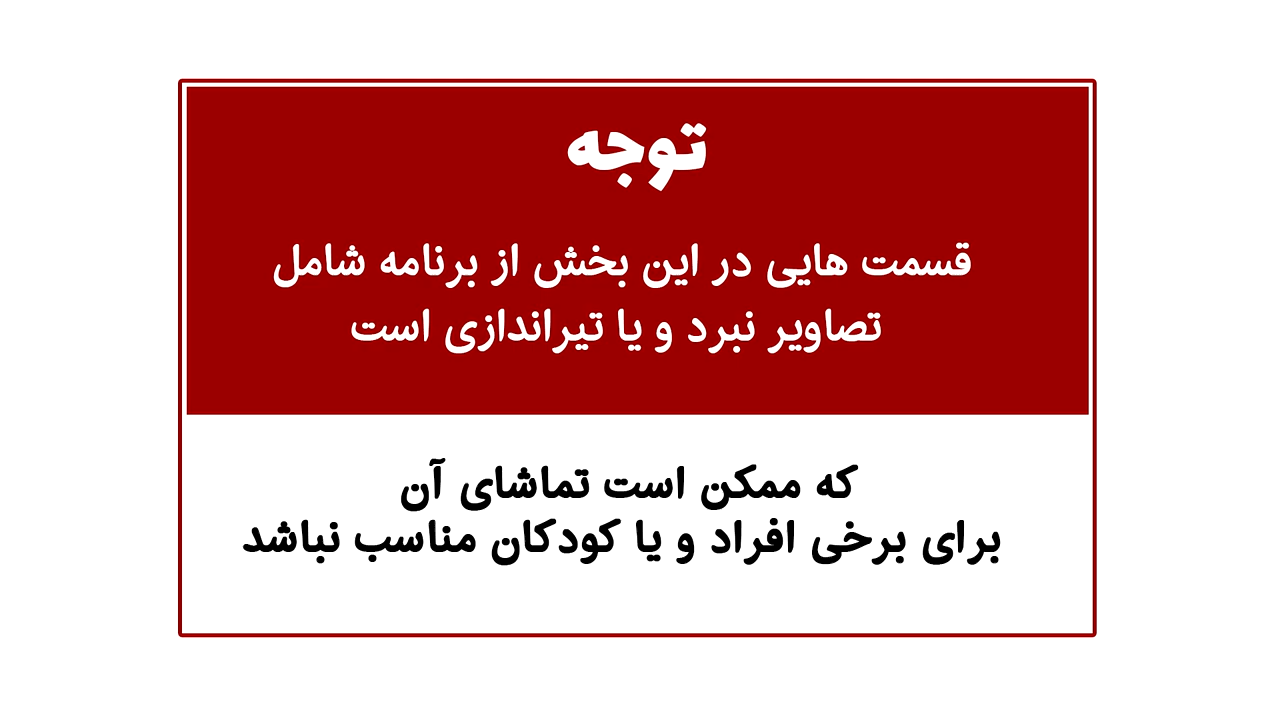 توجه
قسمت هایی در این بخش از برنامه شامل
تصاویر نبرد و یا تیراندازی است
که ممکن است تماشای آن
برای برخی افراد و یا کودکان مناسب نباشد